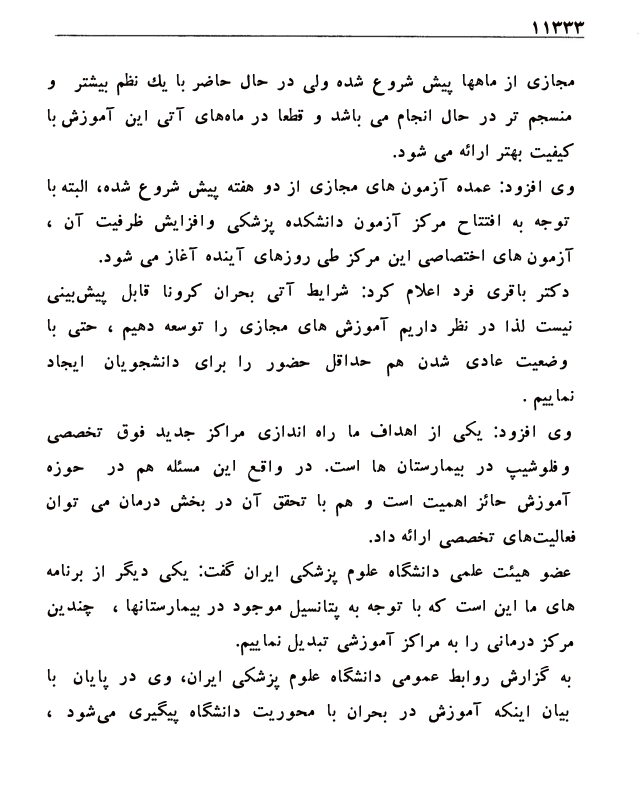 ۱۱۳۳۳
مجازی از ماهها پیش شروع شده ولی در حال حاضر با یك نظم بیشتر و
منسجم تر در حال انجام می باشد و قطعا در ماه‌های آتی این آموزش با
کیفیت بهتر ارائه می شود.
وی افزود: عمده آزمون های مجازی از دو هفته پیش شروع شده، البته با
توجه به افتتاح مرکز آزمون دانشکده پزشکی وافزایش ظرفیت آن ،
آزمون های اختصاصی این مرکز طی روزهای آینده آغاز می شود.
دکتر باقری فرد اعلام کرد: شرایط آتی بحران کرونا قابل پیش‌بینی
نیست لذا در نظر داریم آموزش های مجازی را توسعه دهیم ، حتی با
وضعیت عادی شدن هم حداقل حضور را برای دانشجویان ایجاد
نماییم .
وی افزود: یکی از اهداف ما راه اندازی مراکز جدید فوق تخصصی
وفلوشیپ در بیمارستان ها است. در واقع این مسئله هم در حوزه
آموزش حائز اهمیت است و هم با تحقق آن در بخش درمان می توان
فعالیت‌های تخصصی ارائه داد.
عضو هیئت علمی دانشگاه علوم پزشکی ایران گفت: یکی دیگر از برنامه
های ما این است که با توجه به پتانسیل موجود در بیمارستانها ، چندین
مرکز درمانی را به مراکز آموزشی تبدیل نماییم.
به گزارش روابط عمومی دانشگاه علوم پزشکی ایران، وی در پایان با
بیان اینکه آموزش در بحران با محوریت دانشگاه پیگیری می‌شود ،